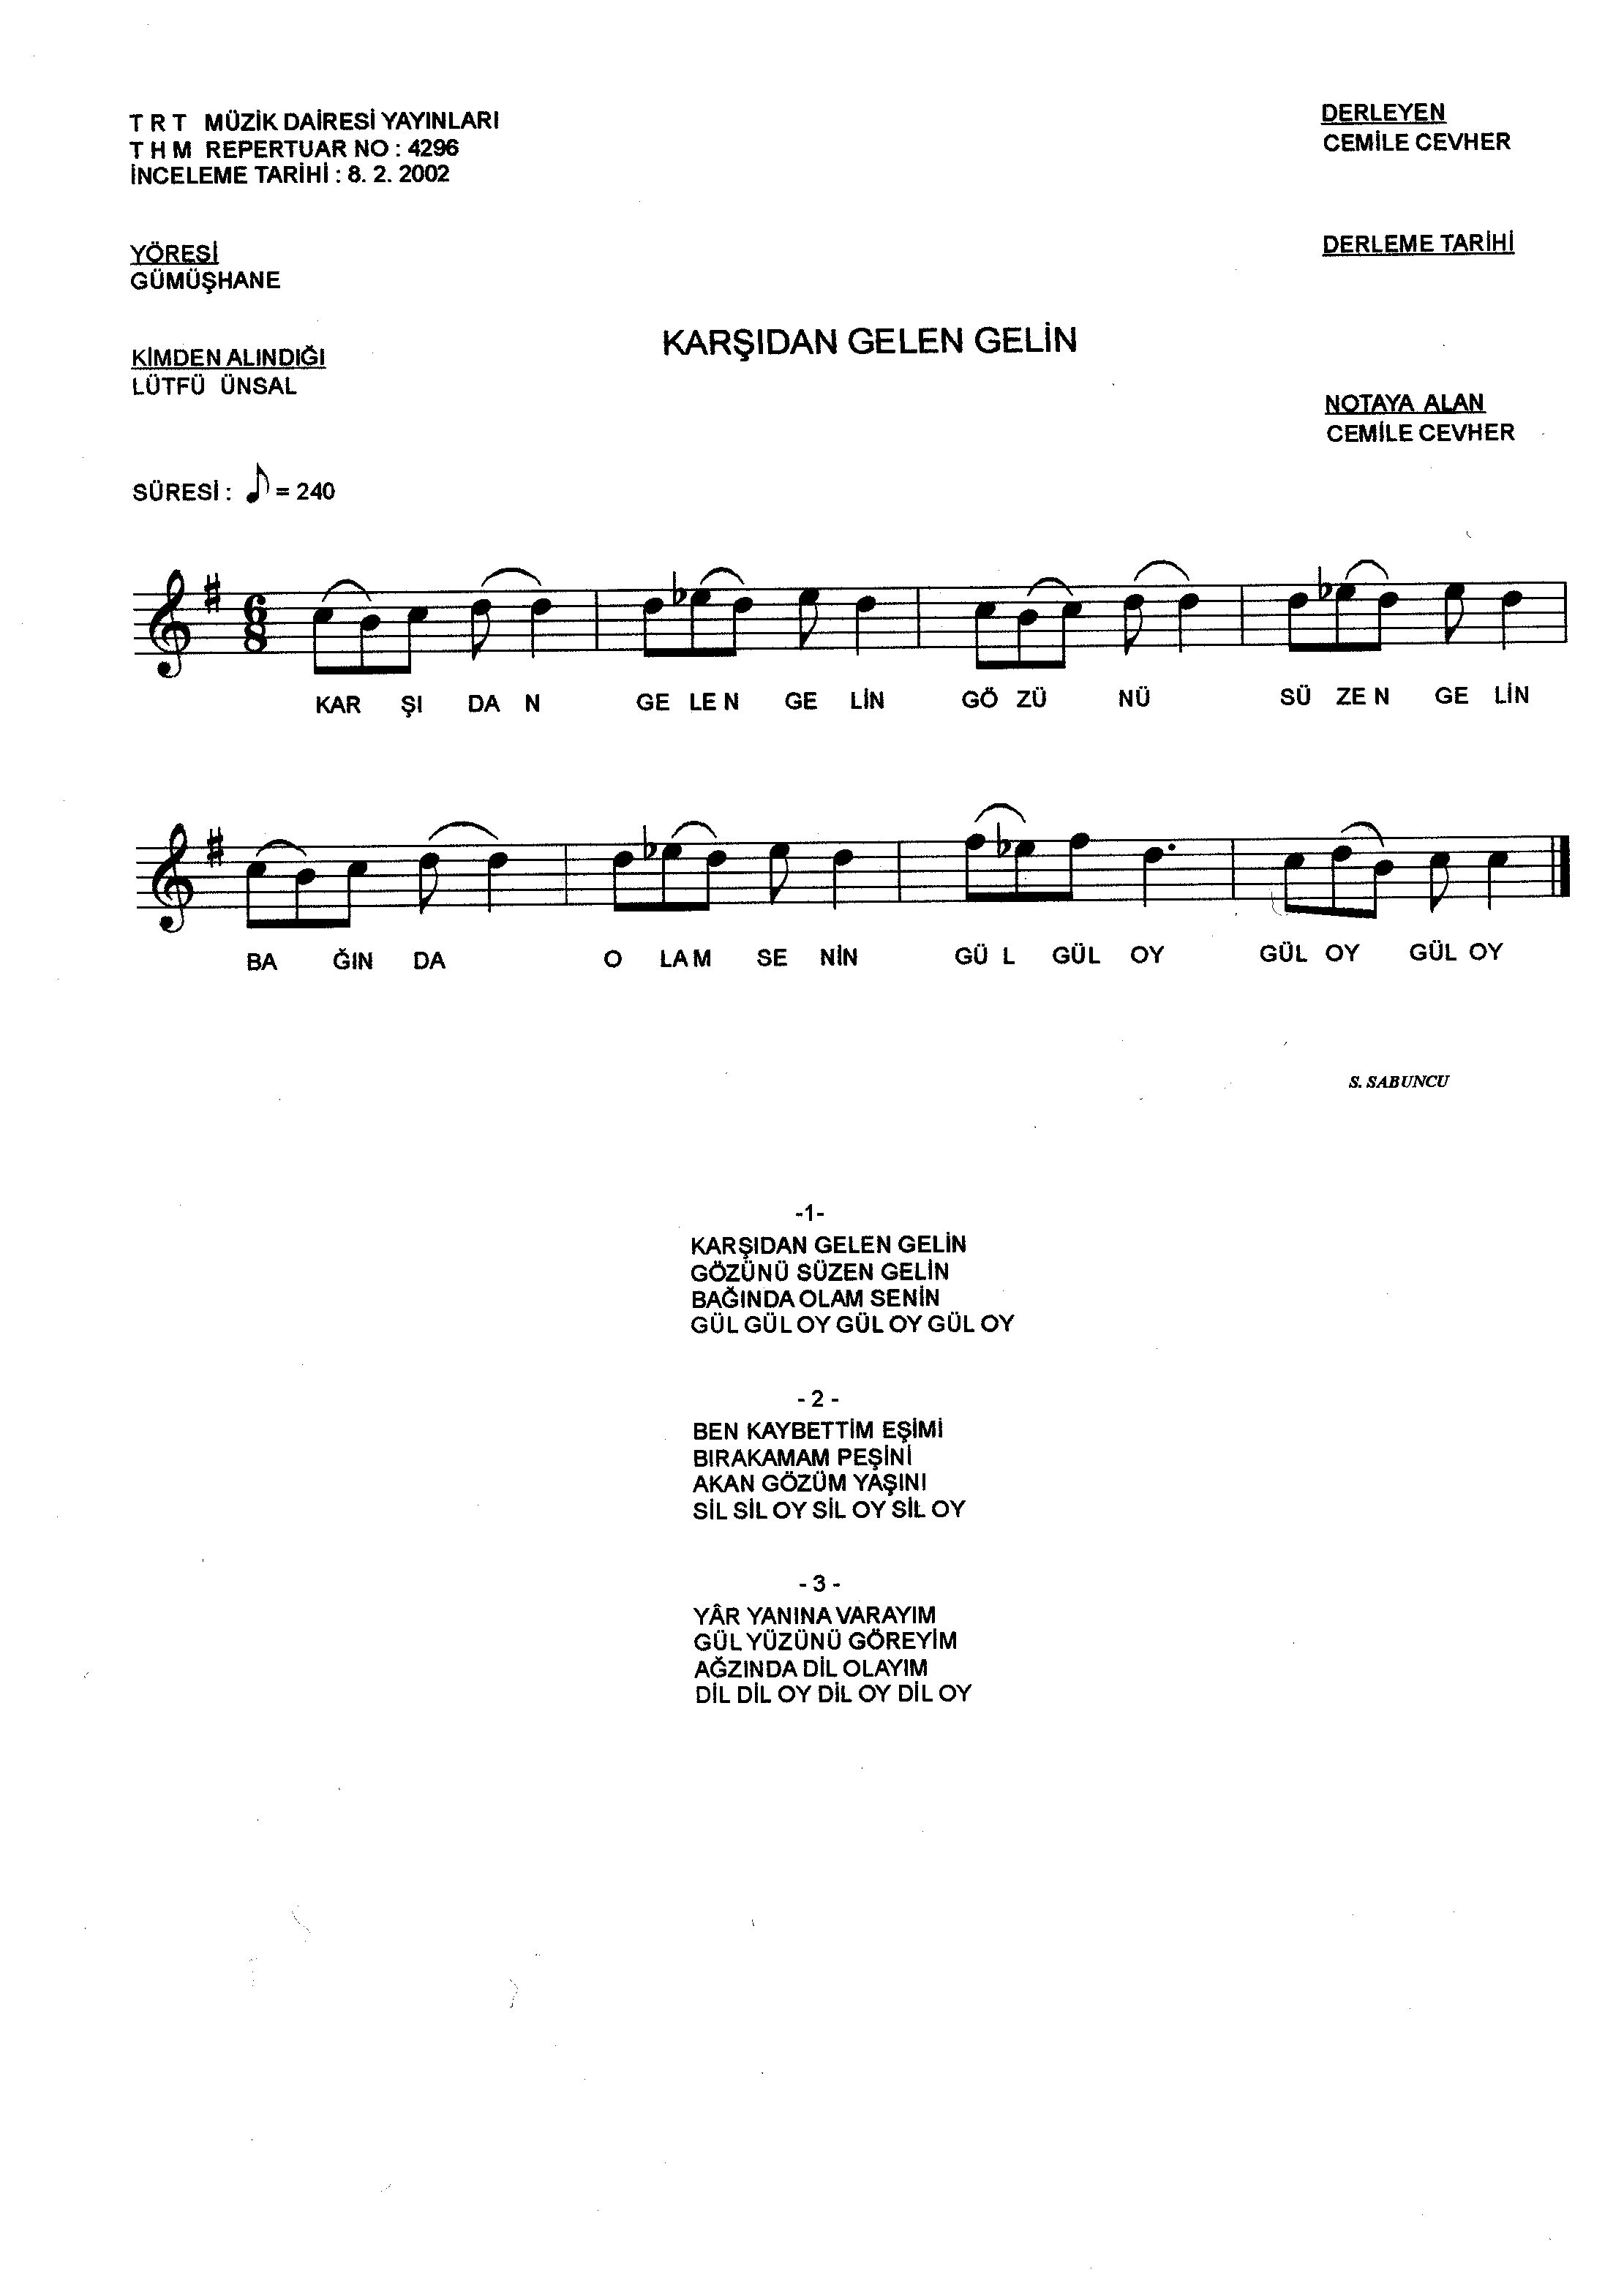 T R T MÜZİK DAİRESİ YAYINLARI
T H M REPERTUAR NO : 4296
İNCELEME TARİHİ : 8. 2. 2002
DERLEYEN
CEMİLE CEVHER
YÖRESİ
GÜMÜŞHANE
DERLEME TARİHİ
KARŞIDAN GELEN GELİN
KİMDEN ALINDIĞI
LÜTFÜ ÜNSAL
NOTAYA ALAN
CEMİLE CEVHER
SÜRESİ : ♪ = 240
KAR ŞI DA N GE LE N GE LİN GÖ ZÜ NÜ SÜ ZE N GE LİN
BA ĞIN DA O LA M SE NİN GÜ L GÜL OY GÜL OY GÜL OY
S. SABUNCU
-1-
KARŞIDAN GELEN GELİN
GÖZÜNÜ SÜZEN GELİN
BAĞINDA OLAM SENİN
GÜL GÜL OY GÜL OY GÜL OY
- 2 -
BEN KAYBETTİM EŞİMİ
BIRAKAMAM PEŞİNİ
AKAN GÖZÜM YAŞINI
SİL SİL OY SİL OY SİL OY
- 3 -
YÂR YANINA VARAYIM
GÜL YÜZÜNÜ GÖREYİM
AĞZINDA DİL OLAYIM
DİL DİL OY DİL OY DİL OY